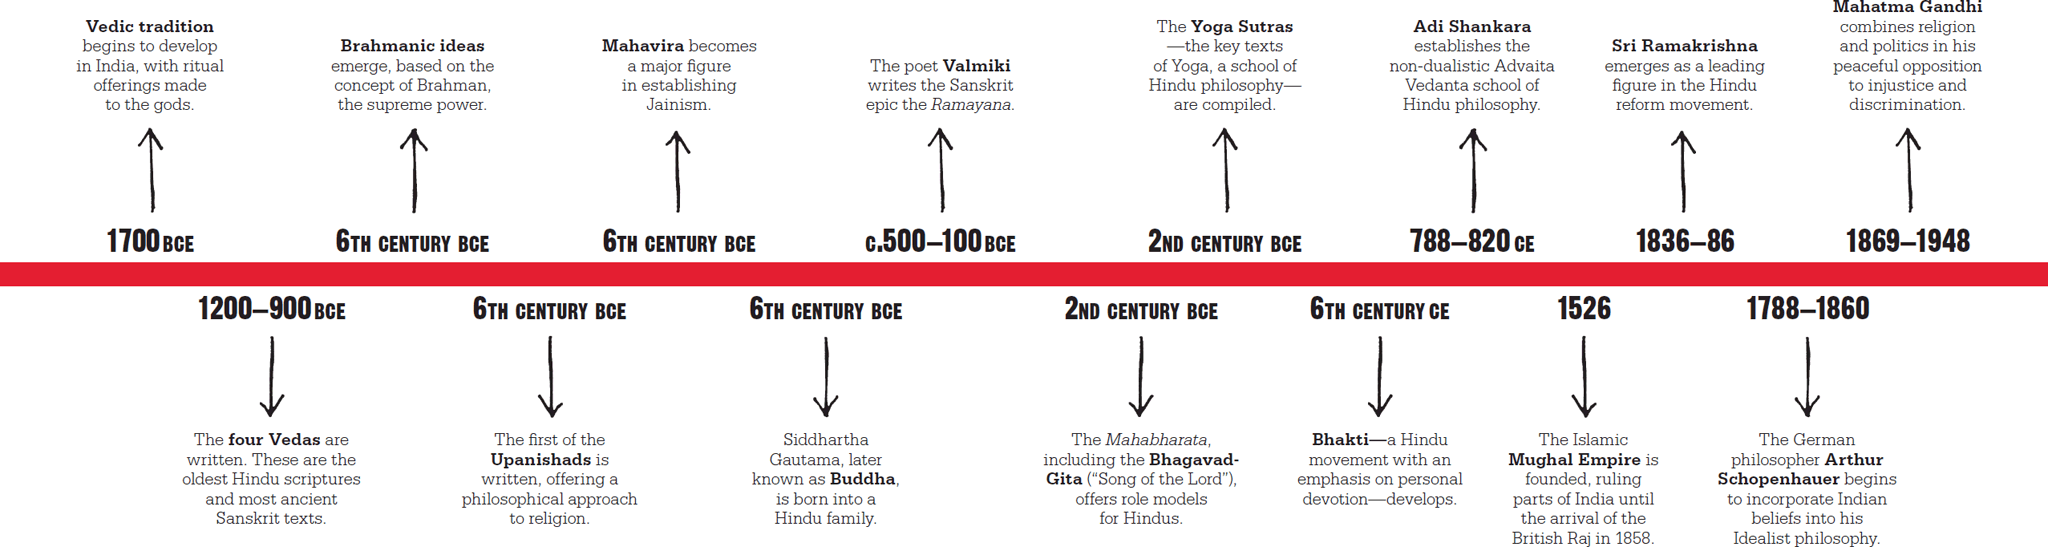 Vedic tradition
begins to develop
in India, with ritual
offerings made
to the gods.
Brahmanic ideas
emerge, based on the
concept of Brahman,
the supreme power.
Mahavira becomes
a major figure
in establishing
Jainism.
The poet Valmiki
writes the Sanskrit
epic the Ramayana.
The Yoga Sutras
—the key texts
of Yoga, a school of
Hindu philosophy—
are compiled.
Adi Shankara
establishes the
non-dualistic Advaita
Vedanta school of
Hindu philosophy.
Sri Ramakrishna
emerges as a leading
figure in the Hindu
reform movement.
Mahatma Gandhi
combines religion
and politics in his
peaceful opposition
to injustice and
discrimination.
1700 BCE
6TH CENTURY BCE
6TH CENTURY BCE
c.500–100 BCE
2ND CENTURY BCE
788–820 CE
1836–86
1869–1948
1200–900 BCE
6TH CENTURY BCE
6TH CENTURY BCE
2ND CENTURY BCE
6TH CENTURY CE
1526
1788–1860
The four Vedas are
written. These are the
oldest Hindu scriptures
and most ancient
Sanskrit texts.
The first of the
Upanishads is
written, offering a
philosophical approach
to religion.
Siddhartha
Gautama, later
known as Buddha,
is born into a
Hindu family.
The Mahabharata,
including the Bhagavad-
Gita (“Song of the Lord”),
offers role models
for Hindus.
Bhakti—a Hindu
movement with an
emphasis on personal
devotion—develops.
The Islamic
Mughal Empire is
founded, ruling
parts of India until
the arrival of the
British Raj in 1858.
The German
philosopher Arthur
Schopenhauer begins
to incorporate Indian
beliefs into his
Idealist philosophy.